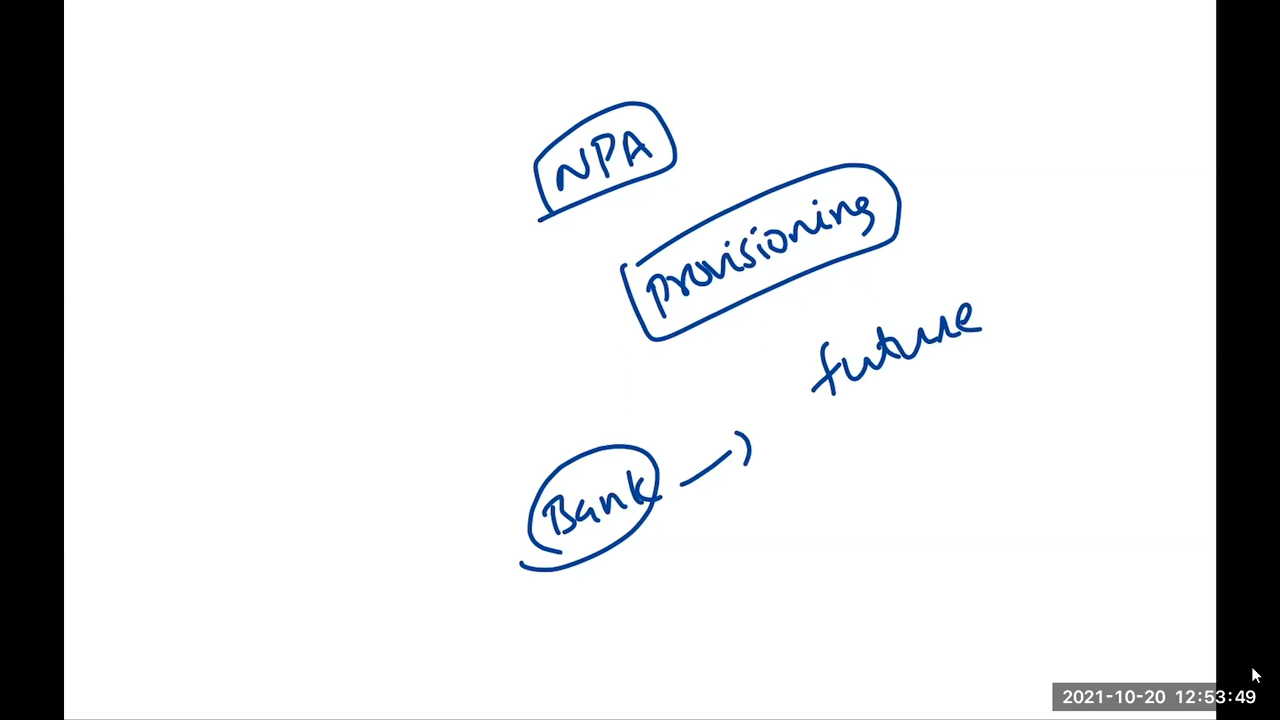 NPA
provisioning
future
Bank →
2021-10-20 12:53:49